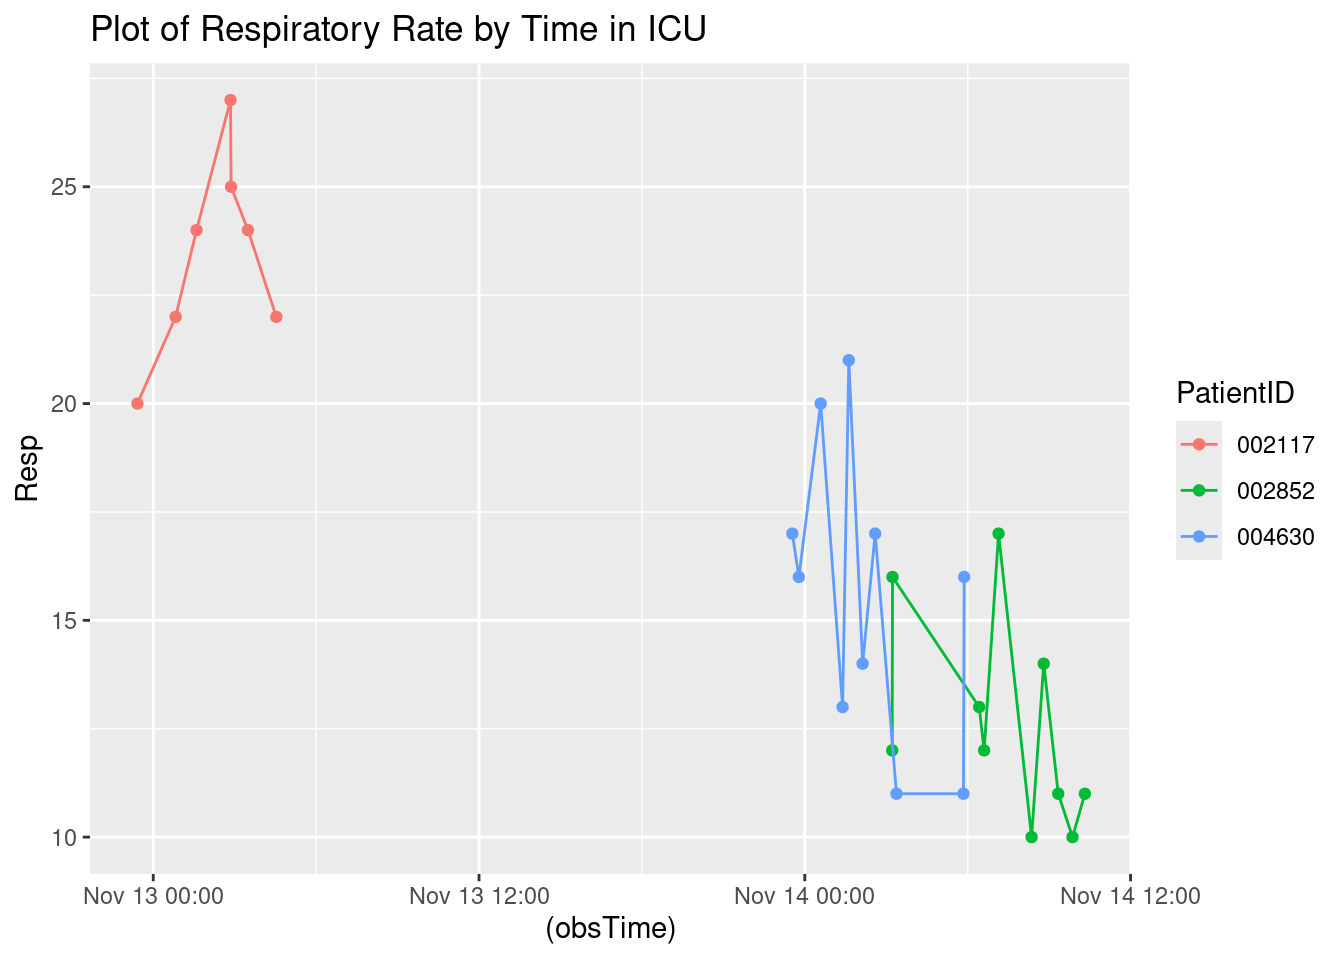 Plot of Respiratory Rate by Time in ICU
Resp
25
20
15
10
Nov 13 00:00
Nov 13 12:00
Nov 14 00:00
Nov 14 12:00
(obsTime)
PatientID
002117
002852
004630